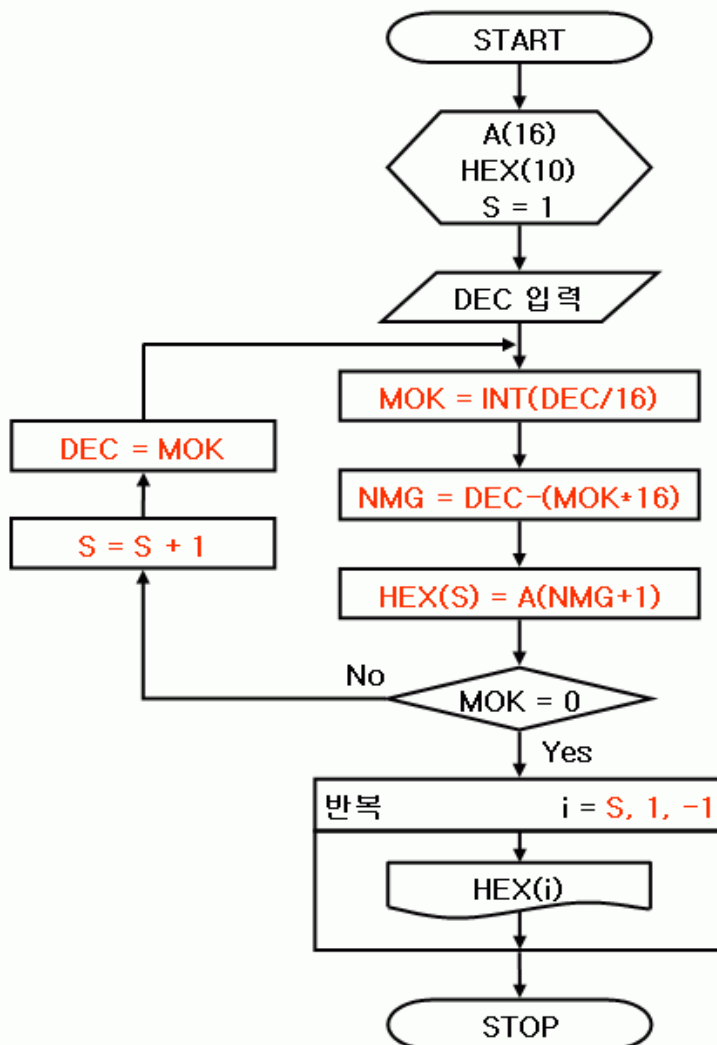 START
A(16)
HEX(10)
S = 1
DEC 입력
MOK = INT(DEC/16)
DEC = MOK
NMG = DEC-(MOK*16)
S = S + 1
HEX(S) = A(NMG+1)
No
MOK = 0
Yes
반복 i = S, 1, -1
HEX(i)
STOP